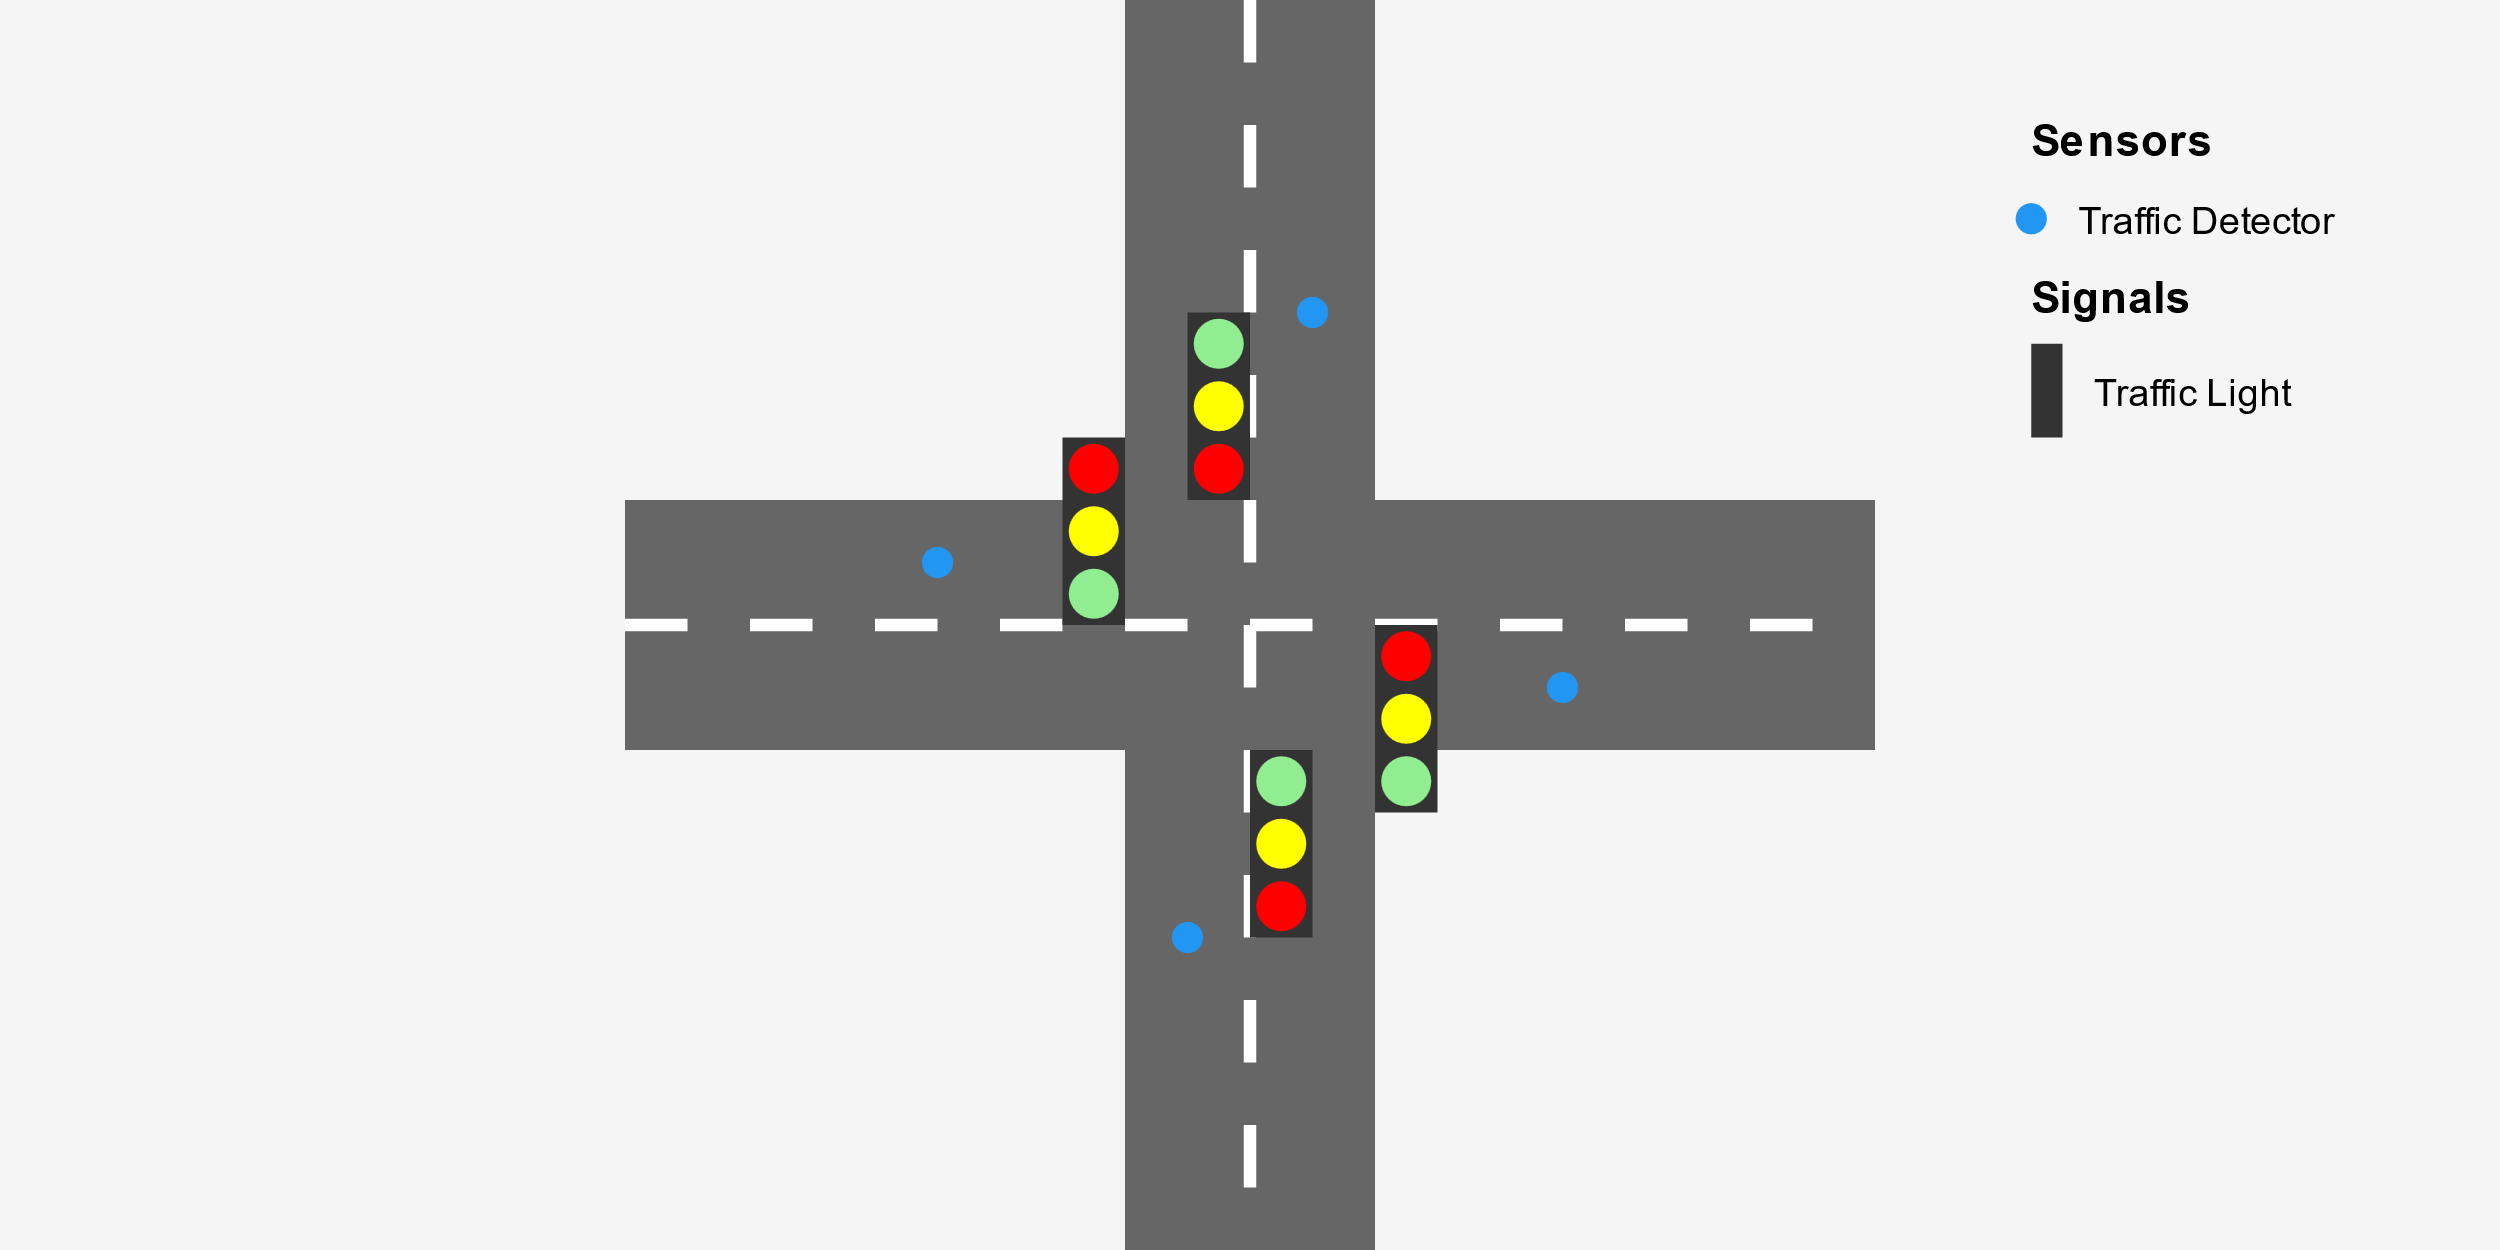 Sensors
Traffic Detector
Signals
Traffic Light